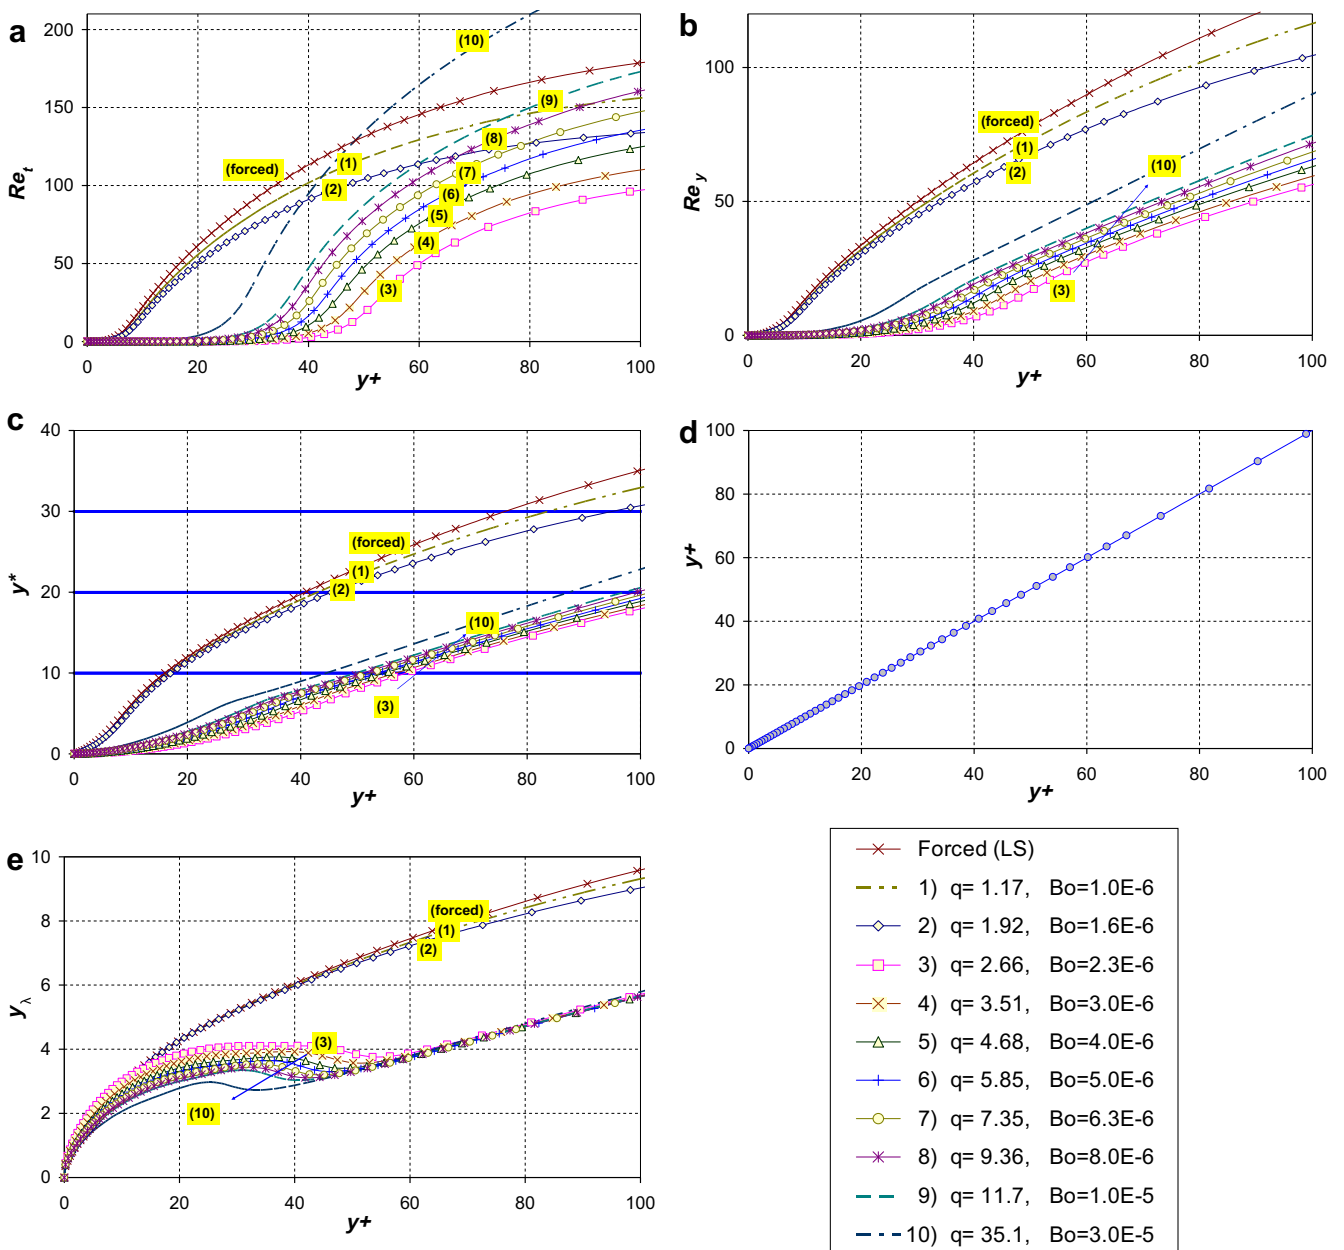 a
200
150
100
50
0
Re_t
(10)
(9)
(forced)
(1)
(8)
(2)
(7)
(6)
(5)
(4)
(3)
0 20 40 60 80 100
y+
b
100
50
0
Re_y
(forced)
(1)
(2)
(10)
(3)
0 20 40 60 80 100
y+
c
40
30
20
10
0
y*
(forced)
(1)
(2)
(10)
(3)
0 20 40 60 80 100
y+
d
100
80
60
40
20
0
y+
0 20 40 60 80 100
y+
e
10
8
6
4
2
0
y_λ
(forced)
(1)
(2)
(3)
(10)
0 20 40 60 80 100
y+
Forced (LS)
1) q= 1.17, Bo=1.0E-6
2) q= 1.92, Bo=1.6E-6
3) q= 2.66, Bo=2.3E-6
4) q= 3.51, Bo=3.0E-6
5) q= 4.68, Bo=4.0E-6
6) q= 5.85, Bo=5.0E-6
7) q= 7.35, Bo=6.3E-6
8) q= 9.36, Bo=8.0E-6
9) q= 11.7, Bo=1.0E-5
10) q= 35.1, Bo=3.0E-5